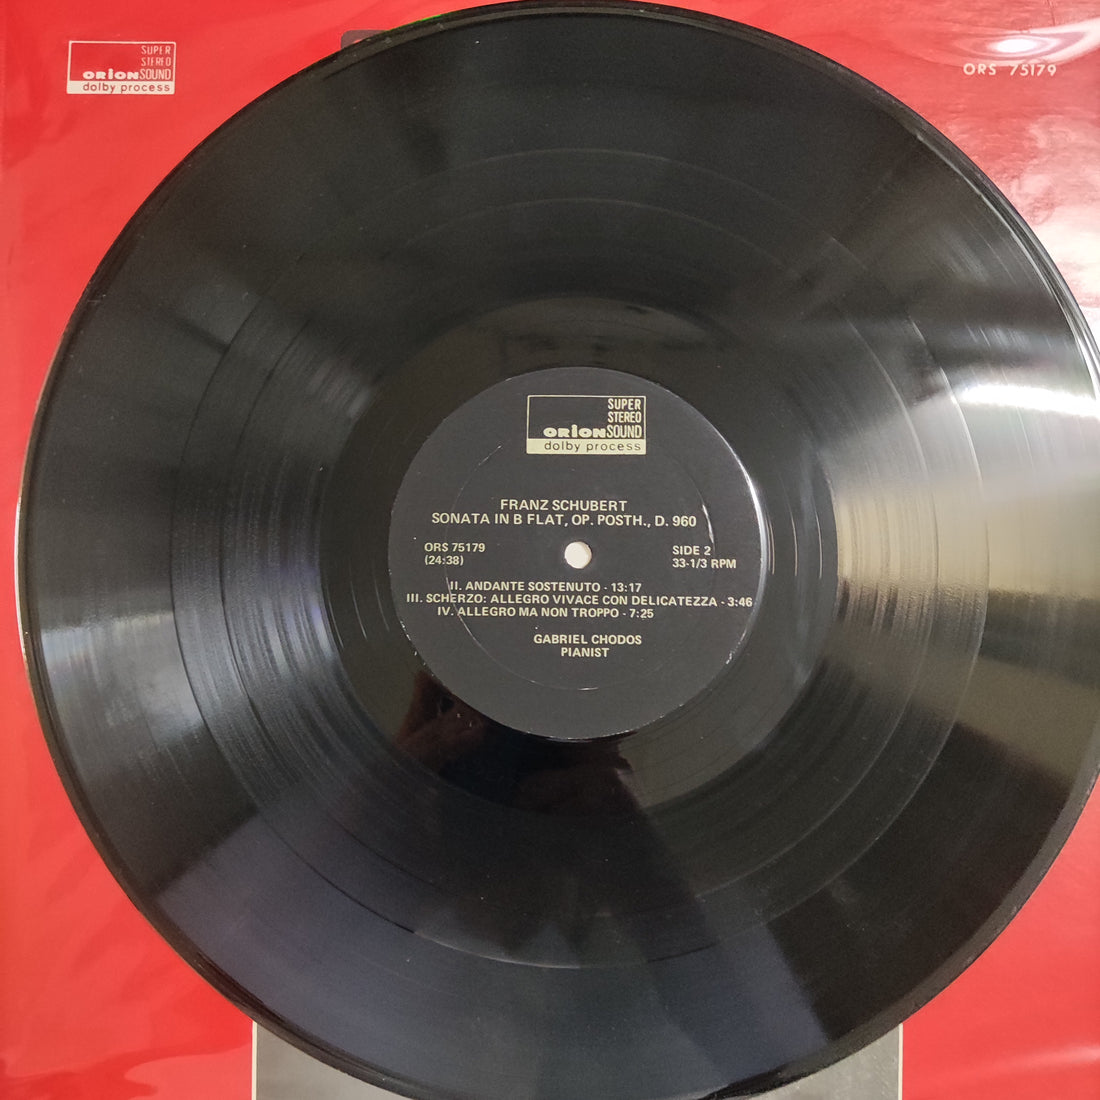 SUPER
STEREO
ORION SOUND
dolby process
ORS 75179
SUPER
STEREO
ORION SOUND
dolby process
FRANZ SCHUBERT
SONATA IN B FLAT, OP. POSTH., D. 960
ORS 75179
(24:38)
SIDE 2
33-1/3 RPM
II. ANDANTE SOSTENUTO - 13:17
III. SCHERZO: ALLEGRO VIVACE CON DELICATEZZA - 3:46
IV. ALLEGRO MA NON TROPPO - 7:25
GABRIEL CHODOS
PIANIST